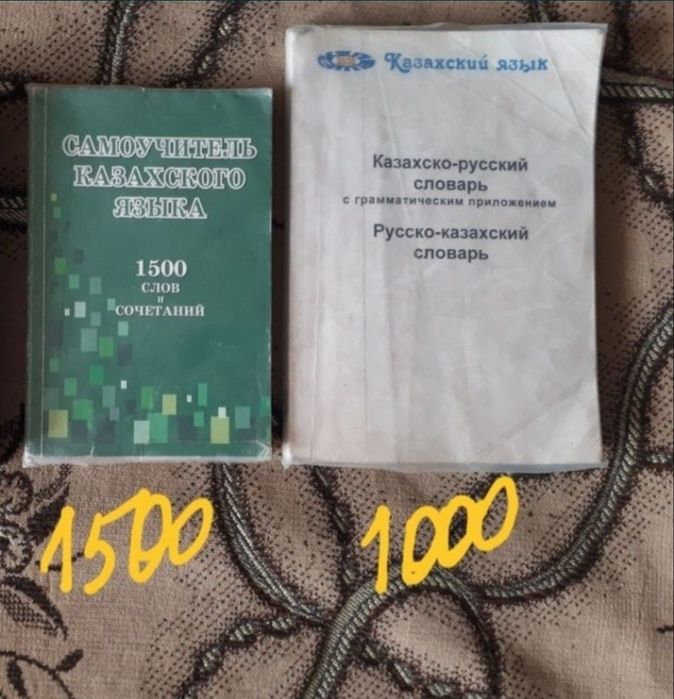 САМОУЧИТЕЛЬ
КАЗАХСКОГО
ЯЗЫКА
1500
СЛОВ
и
СОЧЕТАНИЙ
Казахский язык
Казахско-русский
словарь
с грамматическим приложением
Русско-казахский
словарь
1500
1000